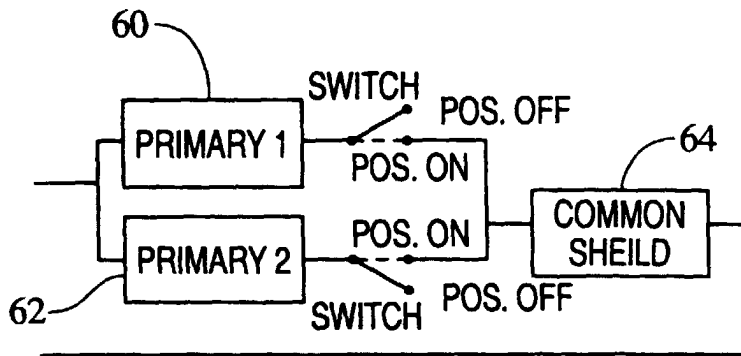 60
SWITCH
POS. OFF
PRIMARY 1
POS. ON
64
COMMON
SHEILD
POS. ON
PRIMARY 2
62
POS. OFF
SWITCH